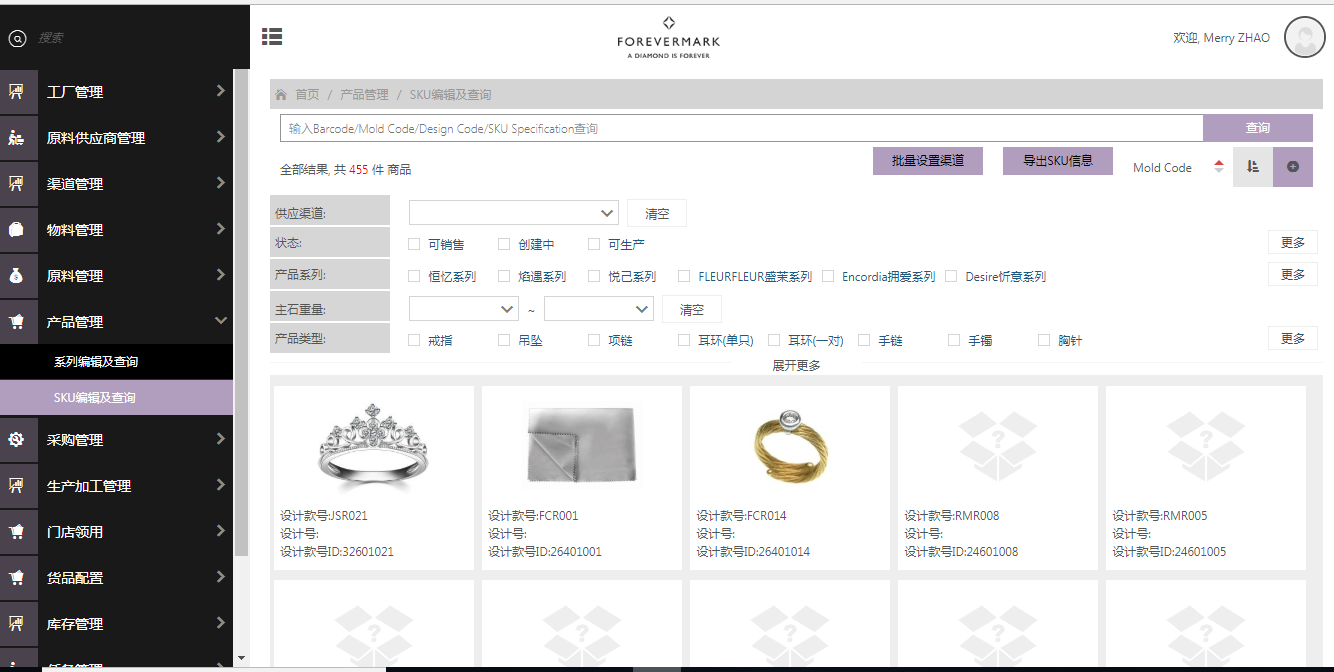 搜索
FOREVERMARK
A DIAMOND IS FOREVER
欢迎, Merry ZHAO
工厂管理
原料供应商管理
渠道管理
物料管理
原料管理
产品管理
系列编辑及查询
SKU编辑及查询
采购管理
生产加工管理
门店领用
货品配置
库存管理
首页 / 产品管理 / SKU编辑及查询
输入Barcode/Mold Code/Design Code/SKU Specification查询
查询
全部结果, 共 455 件 商品
批量设置渠道
导出SKU信息
Mold Code
供应渠道:
清空
状态: 可销售 创建中 可生产 更多
产品系列: 恒忆系列 焰遇系列 悦己系列 FLEURFLEUR盛茉系列 Encordia拥爱系列 Desire忻意系列 更多
主石重量: ~ 清空
产品类型: 戒指 吊坠 项链 耳环(单只) 耳环(一对) 手链 手镯 胸针 更多
展开更多
设计款号:JSR021
设计号:
设计款号ID:32601021
设计款号:FCR001
设计号:
设计款号ID:26401001
设计款号:FCR014
设计号:
设计款号ID:26401014
设计款号:RMR008
设计号:
设计款号ID:24601008
设计款号:RMR005
设计号:
设计款号ID:24601005